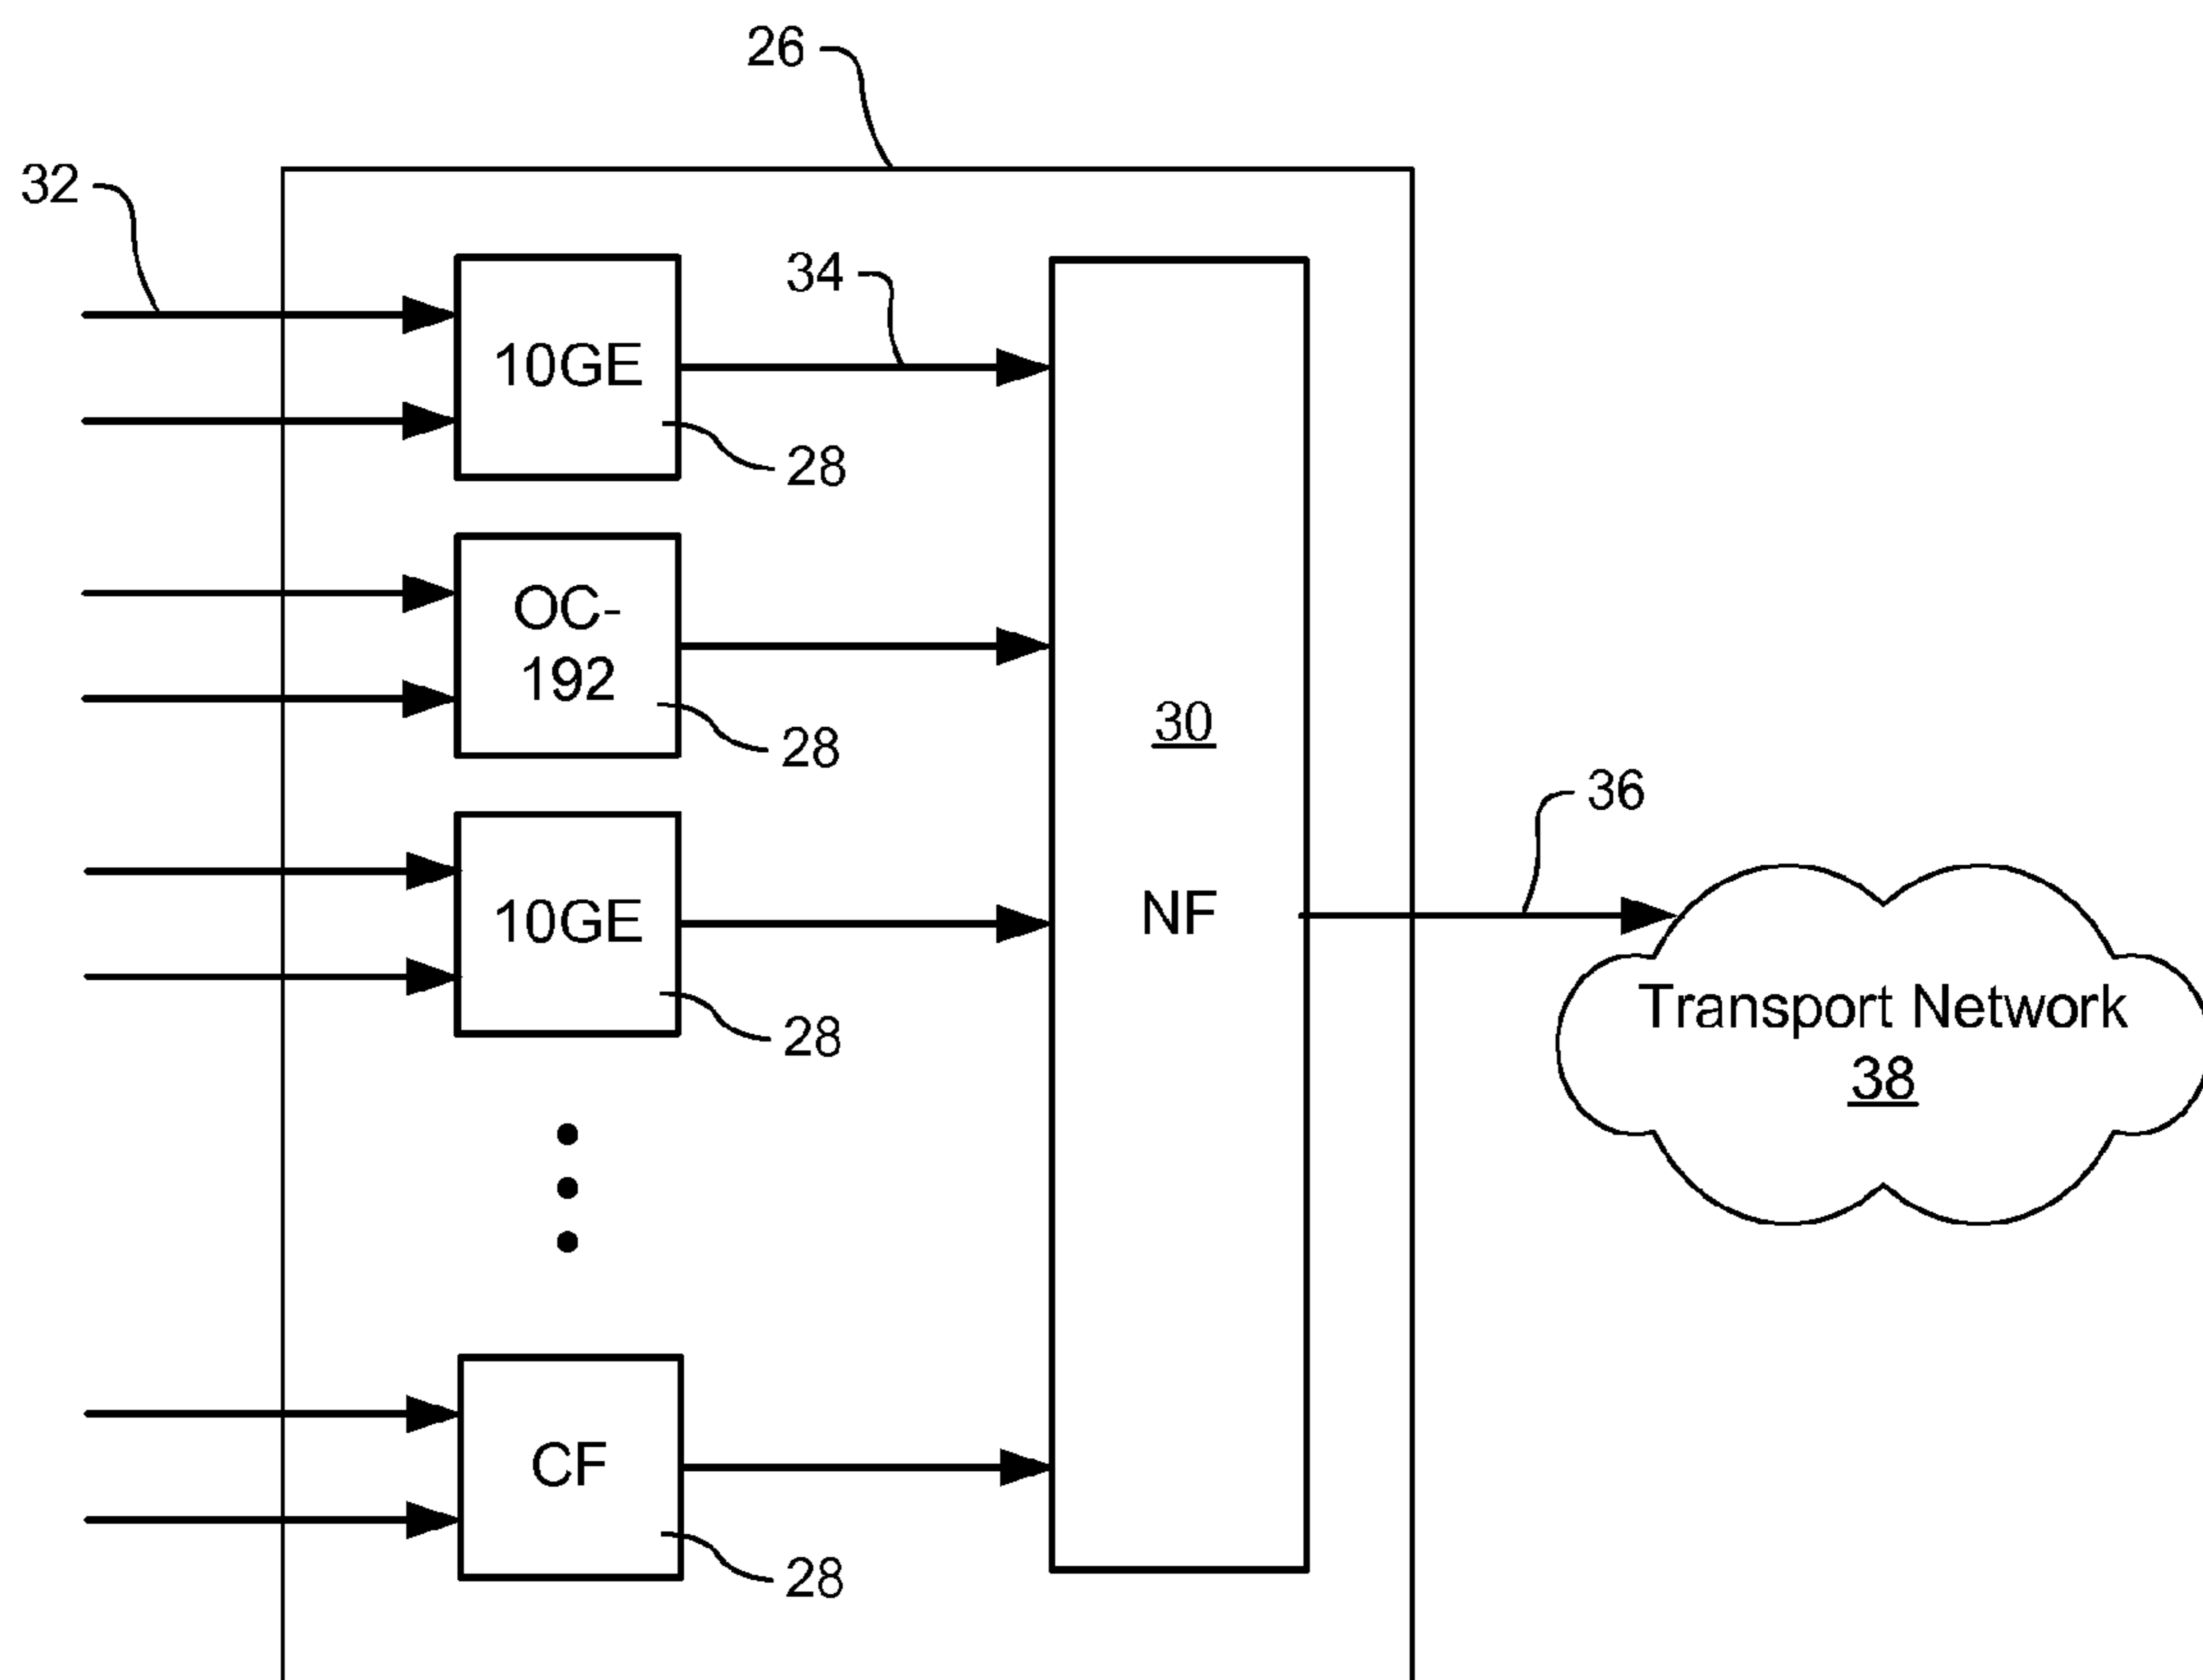 26
32
34
10GE
28
OC-
192
28
30
36
10GE
NF
28
Transport Network
38
CF
28